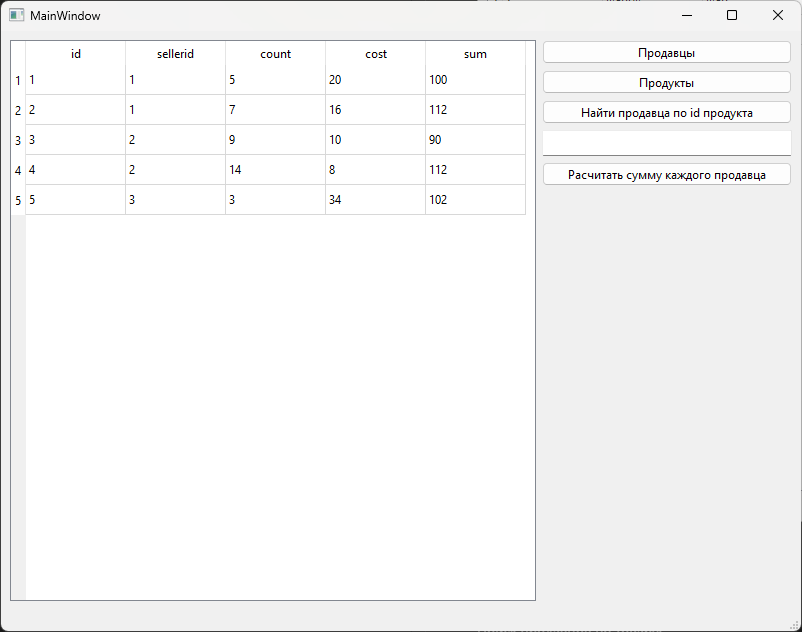 MainWindow
id sellerid count cost sum
1 1 1 5 20 100
2 2 1 7 16 112
3 3 2 9 10 90
4 4 2 14 8 112
5 5 3 3 34 102
Продавцы
Продукты
Найти продавца по id продукта
Расчитать сумму каждого продавца